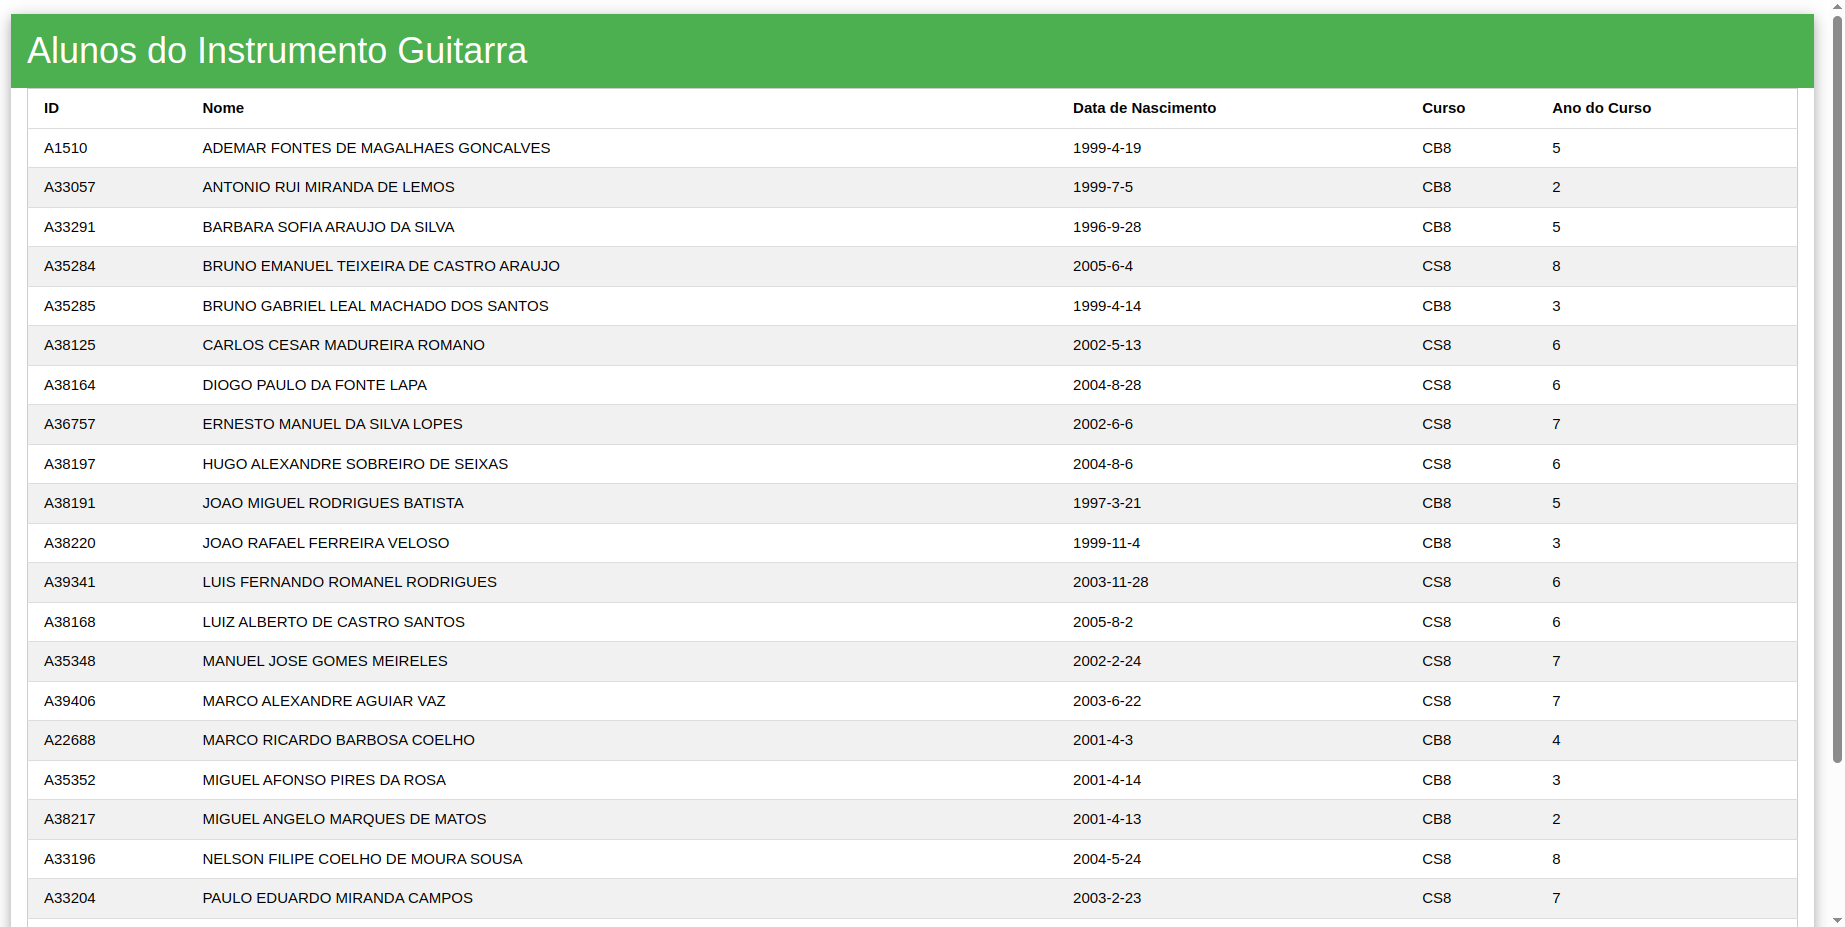 Alunos do Instrumento Guitarra
ID Nome Data de Nascimento Curso Ano do Curso
A1510 ADEMAR FONTES DE MAGALHAES GONCALVES 1999-4-19 CB8 5
A33057 ANTONIO RUI MIRANDA DE LEMOS 1999-7-5 CB8 2
A33291 BARBARA SOFIA ARAUJO DA SILVA 1996-9-28 CB8 5
A35284 BRUNO EMANUEL TEIXEIRA DE CASTRO ARAUJO 2005-6-4 CS8 8
A35285 BRUNO GABRIEL LEAL MACHADO DOS SANTOS 1999-4-14 CB8 3
A38125 CARLOS CESAR MADUREIRA ROMANO 2002-5-13 CS8 6
A38164 DIOGO PAULO DA FONTE LAPA 2004-8-28 CS8 6
A36757 ERNESTO MANUEL DA SILVA LOPES 2002-6-6 CS8 7
A38197 HUGO ALEXANDRE SOBREIRO DE SEIXAS 2004-8-6 CS8 6
A38191 JOAO MIGUEL RODRIGUES BATISTA 1997-3-21 CB8 5
A38220 JOAO RAFAEL FERREIRA VELOSO 1999-11-4 CB8 3
A39341 LUIS FERNANDO ROMANEL RODRIGUES 2003-11-28 CS8 6
A38168 LUIZ ALBERTO DE CASTRO SANTOS 2005-8-2 CS8 6
A35348 MANUEL JOSE GOMES MEIRELES 2002-2-24 CS8 7
A39406 MARCO ALEXANDRE AGUIAR VAZ 2003-6-22 CS8 7
A22688 MARCO RICARDO BARBOSA COELHO 2001-4-3 CB8 4
A35352 MIGUEL AFONSO PIRES DA ROSA 2001-4-14 CB8 3
A38217 MIGUEL ANGELO MARQUES DE MATOS 2001-4-13 CB8 2
A33196 NELSON FILIPE COELHO DE MOURA SOUSA 2004-5-24 CS8 8
A33204 PAULO EDUARDO MIRANDA CAMPOS 2003-2-23 CS8 7